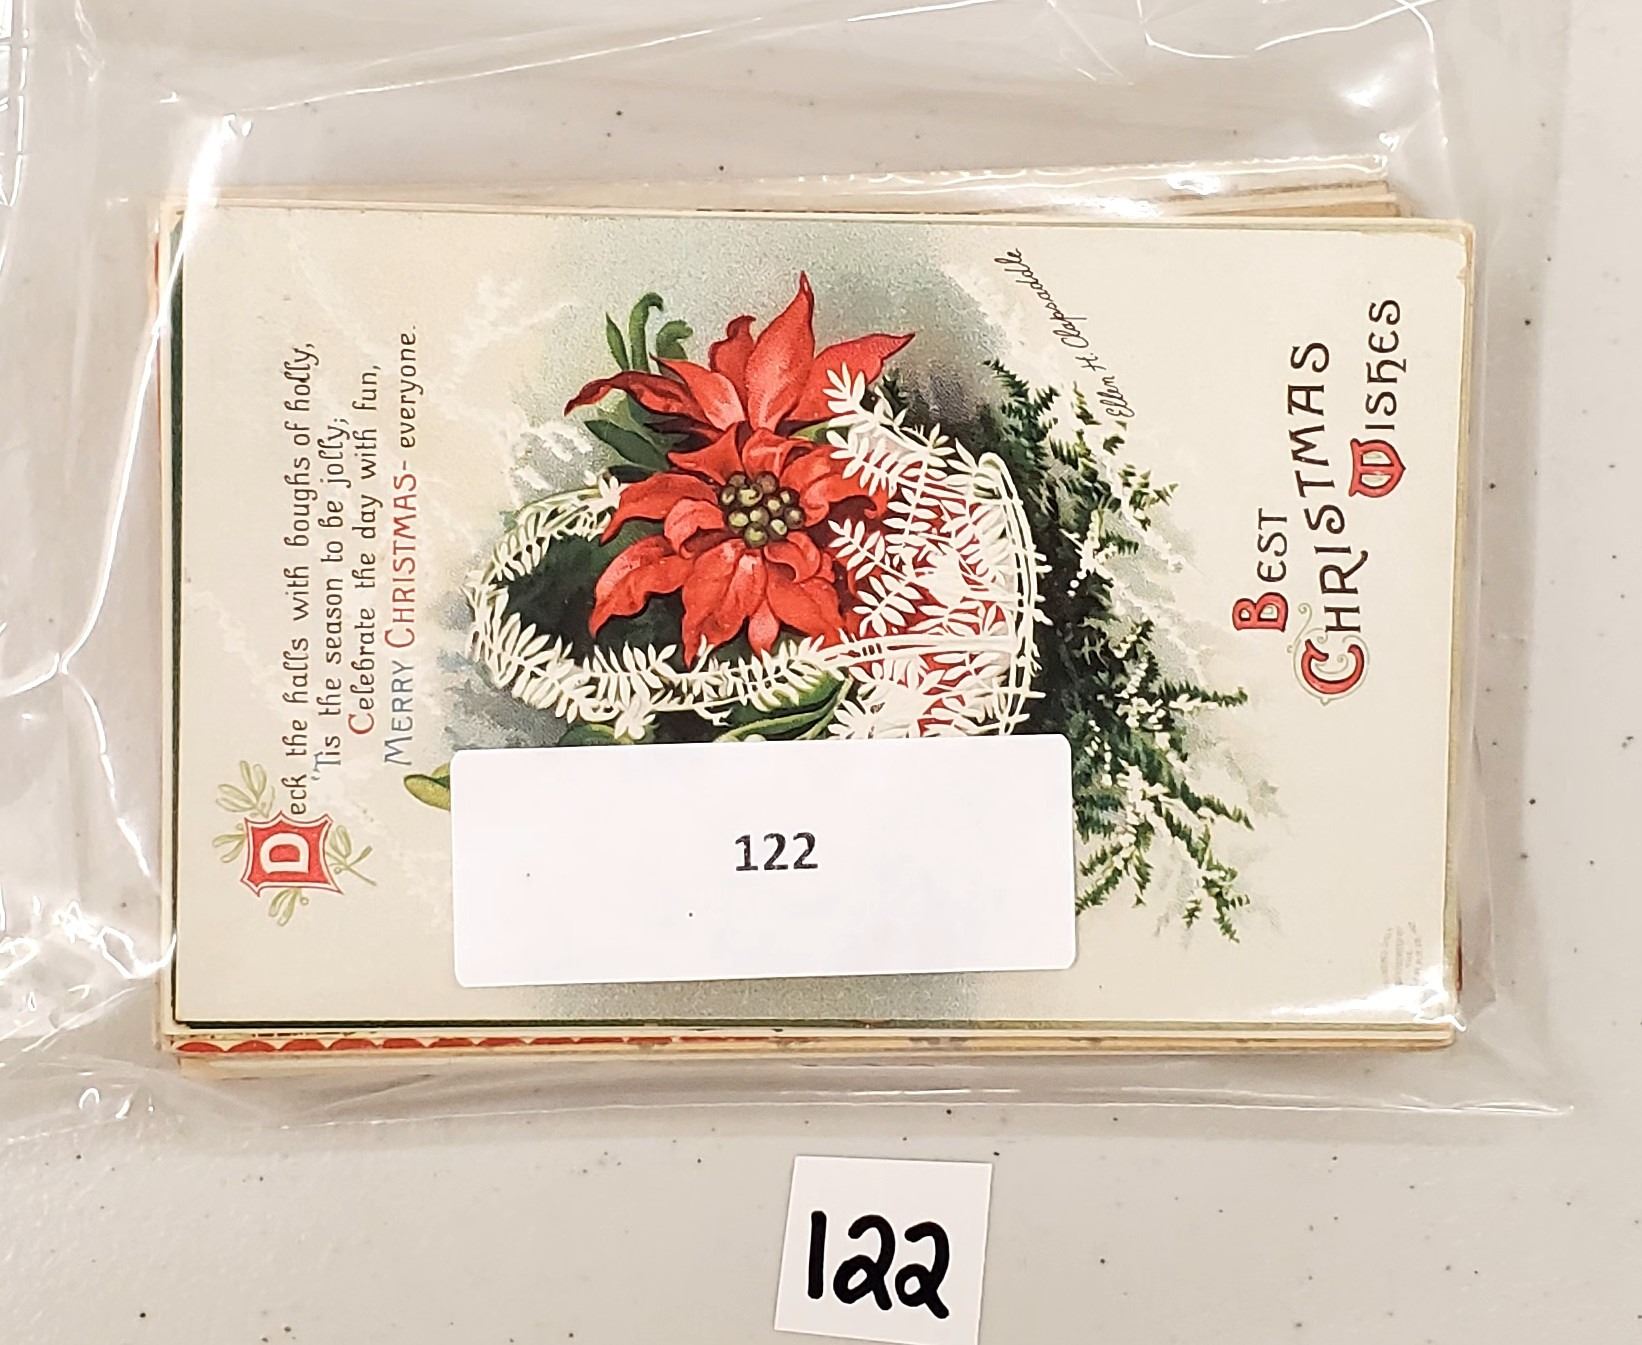 Deck the halls with boughs of holly,
'Tis the season to be jolly;
Celebrate the day with fun,
MERRY CHRISTMAS- everyone.
Ellen H. Clapsaddle
BEST
CHRISTMAS
WISHES
122
122